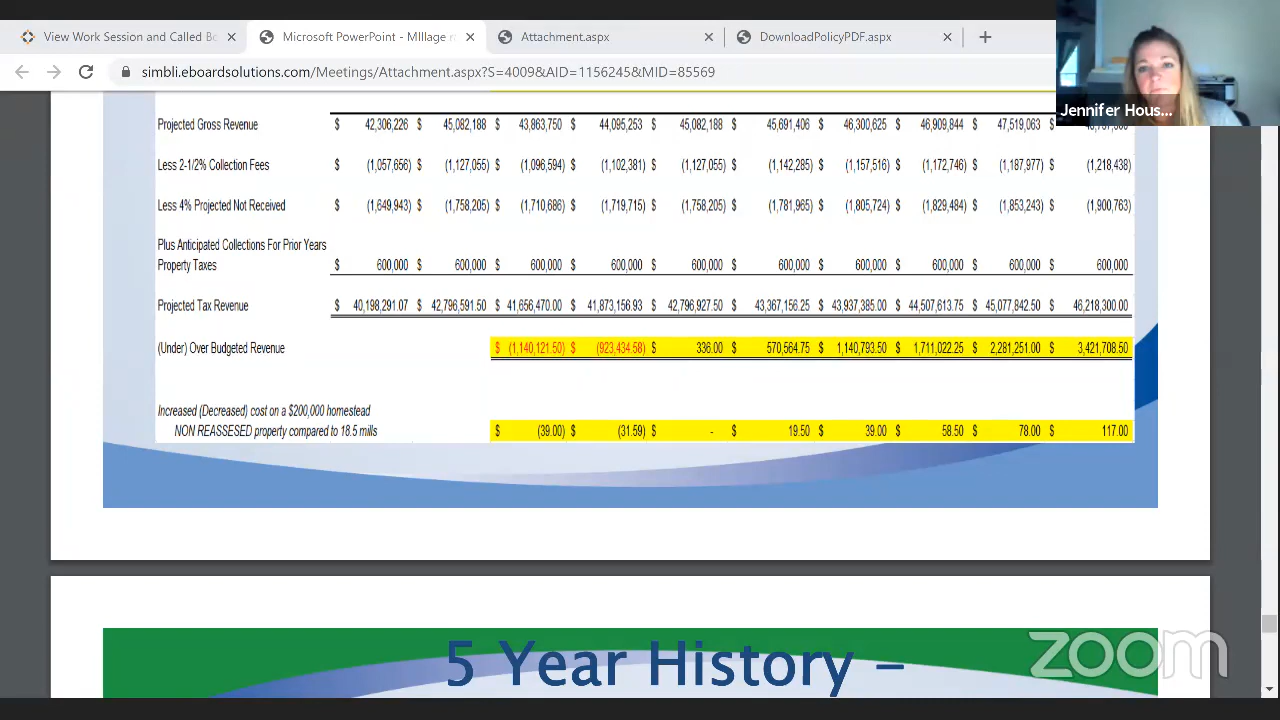 View Work Session and Called Bo
Microsoft PowerPoint - MIllage ro
Attachment.aspx
DownloadPolicyPDF.aspx
simbli.eboardsolutions.com/Meetings/Attachment.aspx?S=4009&AID=1156245&MID=85569
Jennifer Hous...
Projected Gross Revenue $ 42,306,226 $ 45,082,188 $ 43,863,750 $ 44,095,253 $ 45,082,188 $ 45,691,406 $ 46,300,625 $ 46,909,844 $ 47,519,063 $
Less 2-1/2% Collection Fees $ (1,057,656) $ (1,127,055) $ (1,096,594) $ (1,102,381) $ (1,127,055) $ (1,142,285) $ (1,157,516) $ (1,172,746) $ (1,187,977) $ (1,218,438)
Less 4% Projected Not Received $ (1,649,943) $ (1,758,205) $ (1,710,686) $ (1,719,715) $ (1,758,205) $ (1,781,965) $ (1,805,724) $ (1,829,484) $ (1,853,243) $ (1,900,763)
Plus Anticipated Collections For Prior Years
Property Taxes $ 600,000 $ 600,000 $ 600,000 $ 600,000 $ 600,000 $ 600,000 $ 600,000 $ 600,000 $ 600,000 $ 600,000
Projected Tax Revenue $ 40,198,291.07 $ 42,796,591.50 $ 41,656,470.00 $ 41,873,156.93 $ 42,796,927.50 $ 43,367,156.25 $ 43,937,385.00 $ 44,507,613.75 $ 45,077,842.50 $ 46,218,300.00
(Under) Over Budgeted Revenue $ (1,140,121.50) $ (923,434.58) $ 336.00 $ 570,564.75 $ 1,140,793.50 $ 1,711,022.25 $ 2,281,251.00 $ 3,421,708.50
Increased (Decreased) cost on a $200,000 homestead
NON REASSESED property compared to 18.5 mills $ (39.00) $ (31.59) $ - $ 19.50 $ 39.00 $ 58.50 $ 78.00 $ 117.00
5 Year History –
zoom